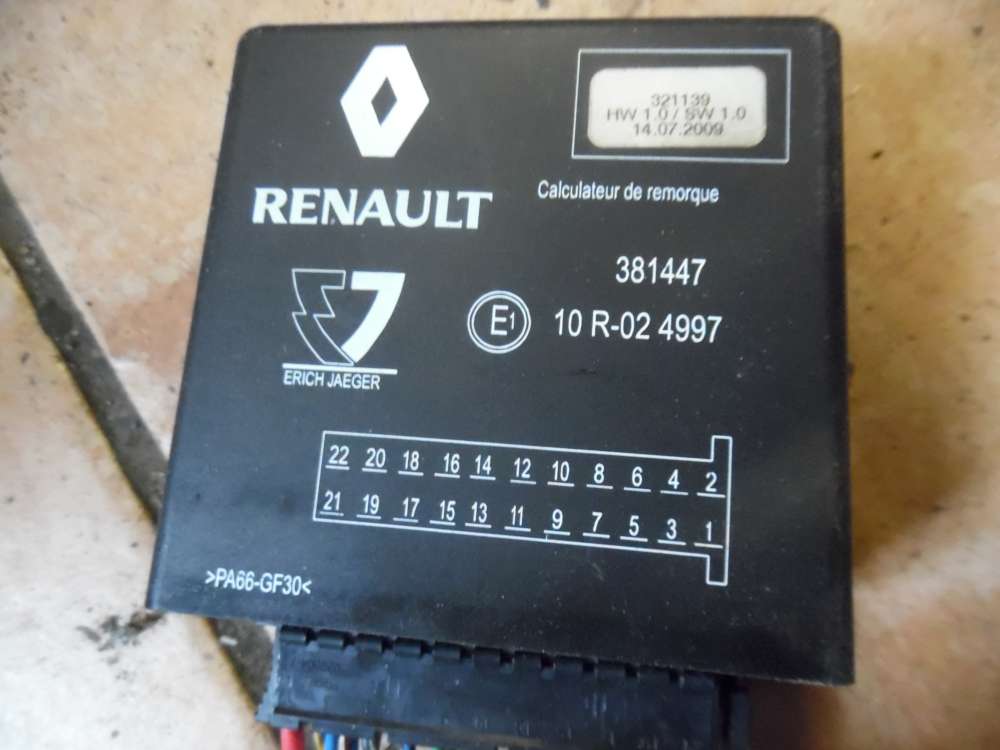 321139
HW 1.0 / SW 1.0
14.07.2009
RENAULT
Calculateur de remorque
381447
E1 10 R-02 4997
ERICH JAEGER
22 20 18 16 14 12 10 8 6 4 2
21 19 17 15 13 11 9 7 5 3 1
>PA66-GF30<